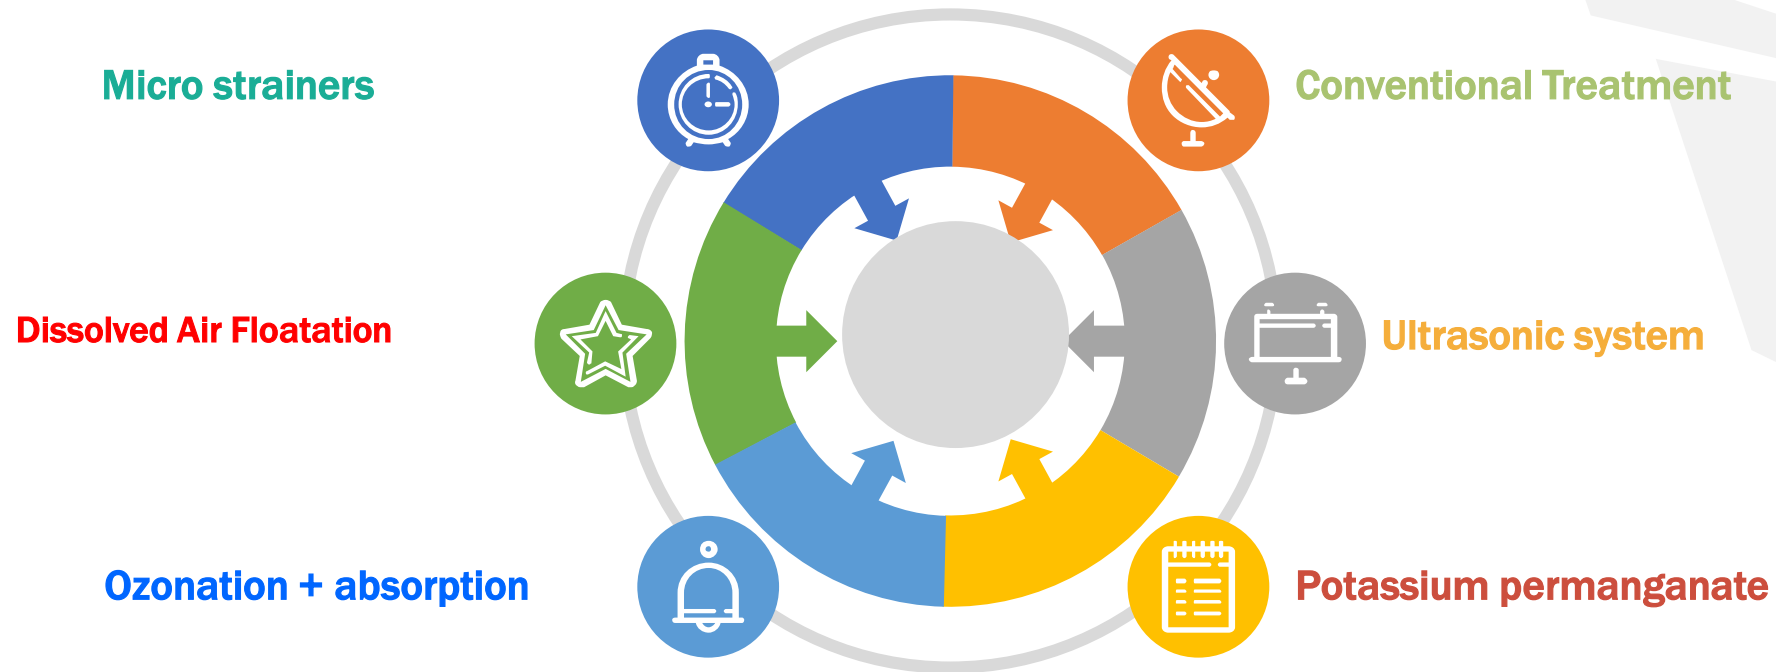 Micro strainers
Conventional Treatment
Dissolved Air Floatation
Ultrasonic system
Ozonation + absorption
Potassium permanganate